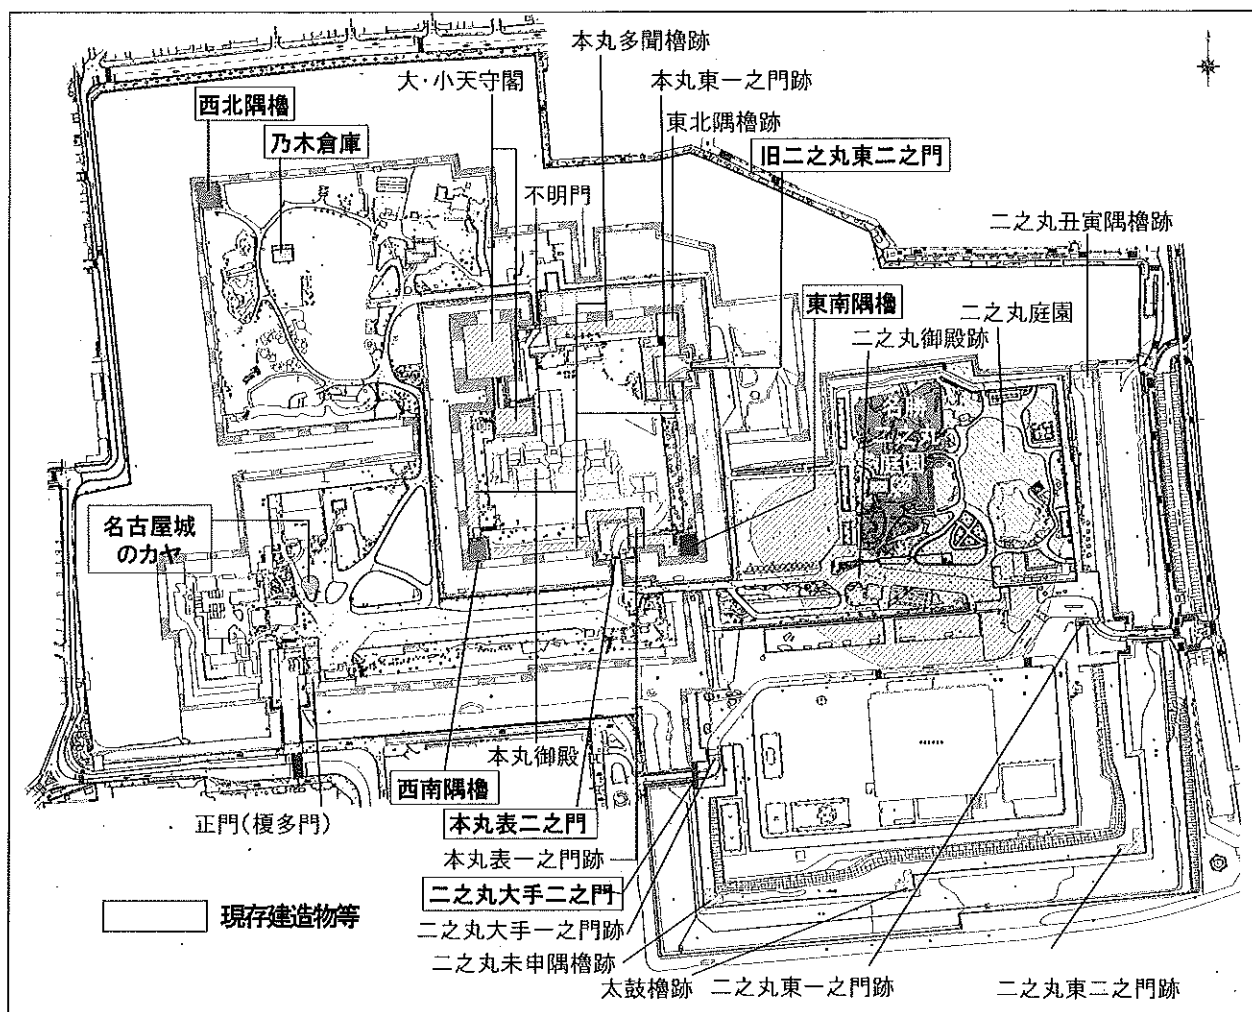 本丸多聞櫓跡
大・小天守閣
本丸東一之門跡
西北隅櫓
東北隅櫓跡
乃木倉庫
旧二之丸東二之門
不明門
二之丸丑寅隅櫓跡
東南隅櫓
二之丸庭園
二之丸御殿跡
名勝
二之丸
庭園
名古屋城
のカヤ
本丸御殿
西南隅櫓
正門(榎多門)
本丸表二之門
本丸表一之門跡
二之丸大手二之門
二之丸大手一之門跡
二之丸未申隅櫓跡
太鼓櫓跡
二之丸東一之門跡
二之丸東二之門跡
現存建造物等